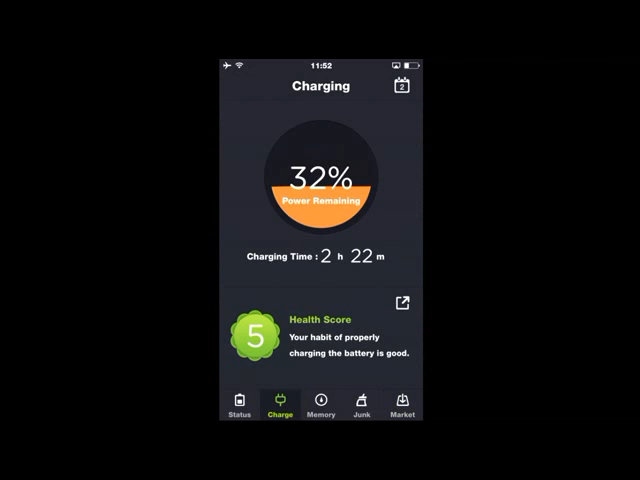 11:52
Charging
2
32%
Power Remaining
Charging Time : 2 h 22 m
Health Score
5
Your habit of properly
charging the battery is good.
Status Charge Memory Junk Market